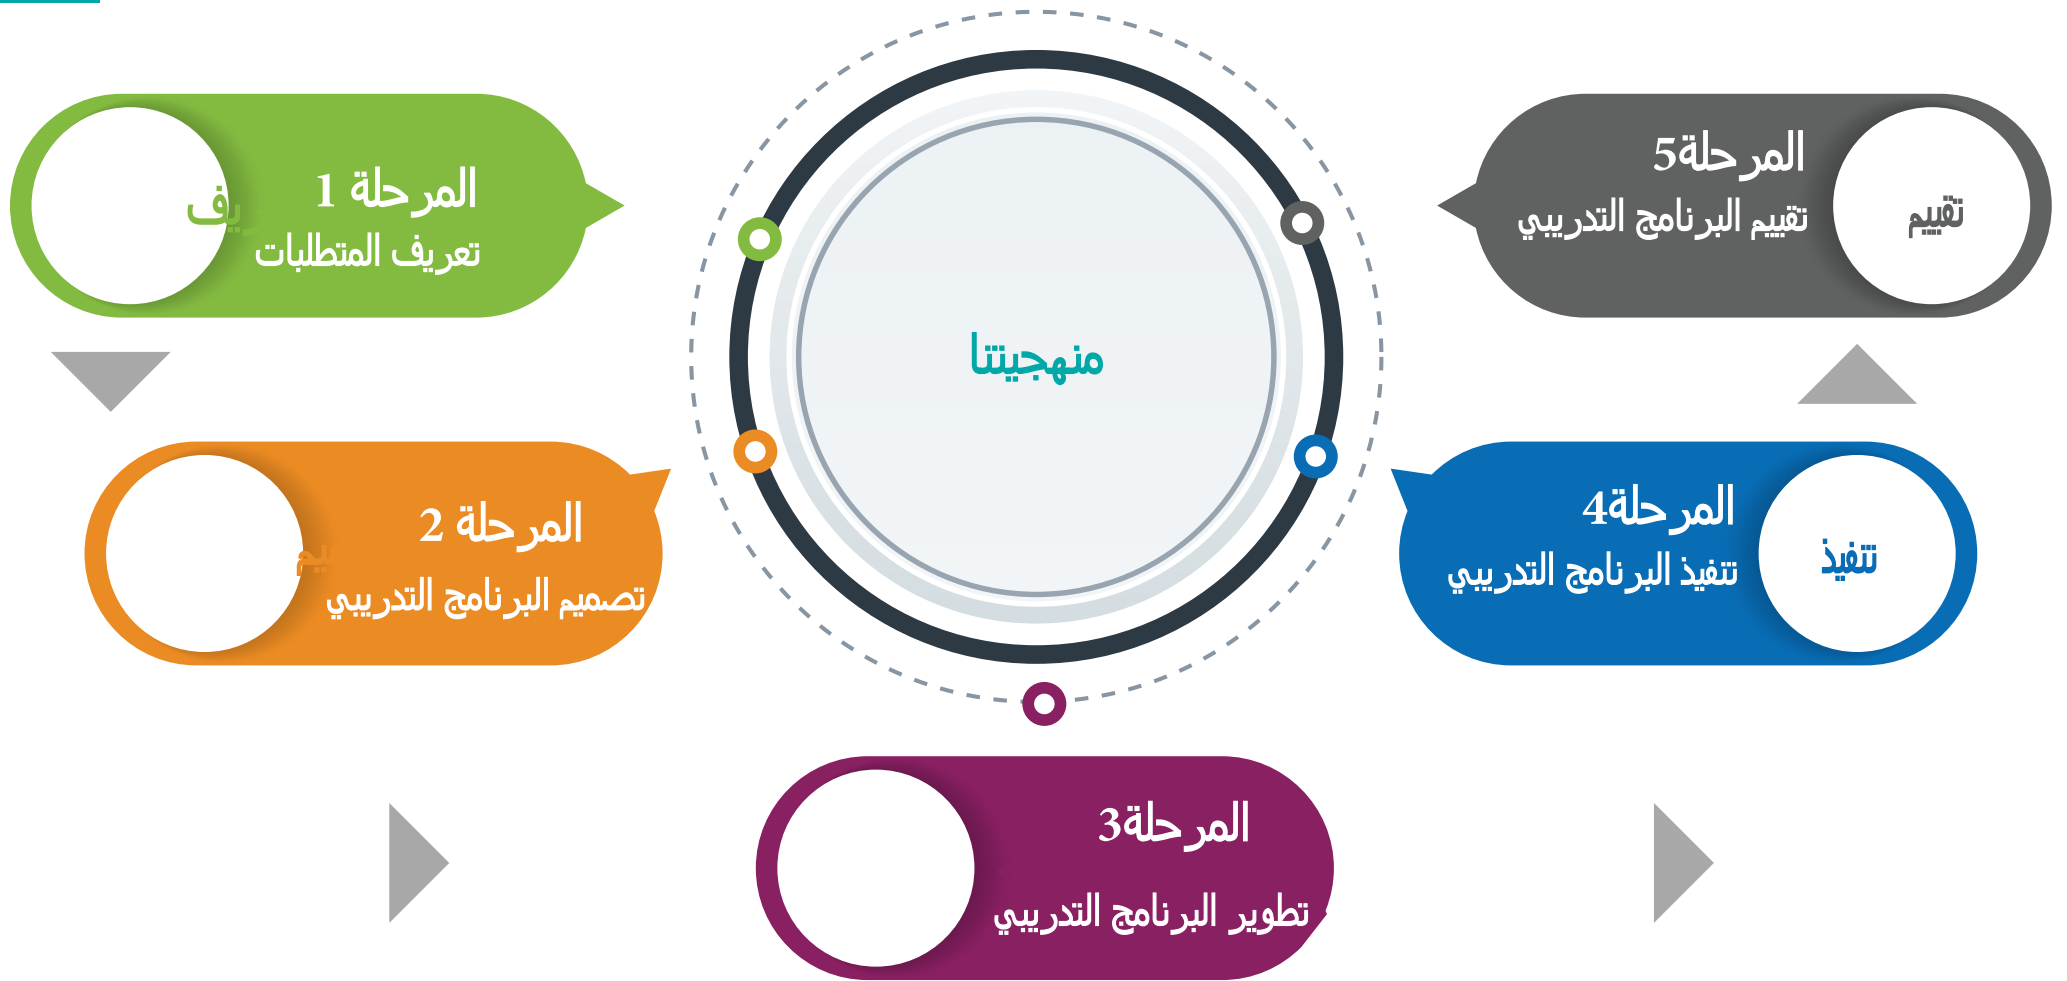 منهجيتنا
المرحلة 1
تعريف المتطلبات
المرحلة 2
تصميم البرنامج التدريبي
المرحلة3
تطوير البرنامج التدريبي
المرحلة4
تنفيذ البرنامج التدريبي
تنفيذ
المرحلة5
تقييم البرنامج التدريبي
تقييم